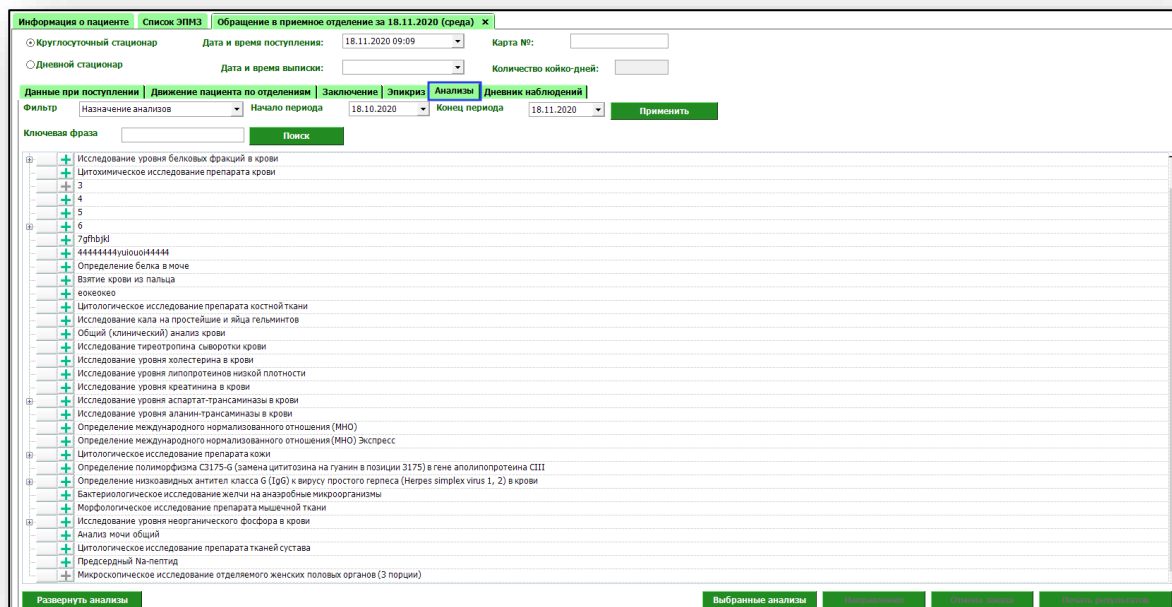 Информация о пациенте Список ЭПМЗ Обращение в приемное отделение за 18.11.2020 (среда) ×
Круглосуточный стационар Дата и время поступления: 18.11.2020 09:09 Карта №:
Дневной стационар Дата и время выписки: Количество койко-дней:
Данные при поступлении Движение пациента по отделениям Заключение Эпикриз Анализы Дневник наблюдений
Фильтр Назначение анализов Начало периода 18.10.2020 Конец периода 18.11.2020 Применить
Ключевая фраза Поиск
Исследование уровня белковых фракций в крови
Цитохимическое исследование препарата крови
3
4
5
6
7gfhbjkl
44444444yuiouoi44444
Определение белка в моче
Взятие крови из пальца
еокеокео
Цитологическое исследование препарата костной ткани
Исследование кала на простейшие и яйца гельминтов
Общий (клинический) анализ крови
Исследование тиреотропина сыворотки крови
Исследование уровня холестерина в крови
Исследование уровня липопротеинов низкой плотности
Исследование уровня креатинина в крови
Исследование уровня аспартат-трансаминазы в крови
Исследование уровня аланин-трансаминазы в крови
Определение международного нормализованного отношения (МНО)
Определение международного нормализованного отношения (МНО) Экспресс
Цитологическое исследование препарата кожи
Определение полиморфизма C3175-G (замена цититозина на гуанин в позиции 3175) в гене аполипопротеина CIII
Определение низкоавидных антител класса G (IgG) к вирусу простого герпеса (Herpes simplex virus 1, 2) в крови
Бактериологическое исследование желчи на анаэробные микроорганизмы
Морфологическое исследование препарата мышечной ткани
Исследование уровня неорганического фосфора в крови
Анализ мочи общий
Цитологическое исследование препарата тканей сустава
Предсердный Na-пептид
Микроскопическое исследование отделяемого женских половых органов (3 порции)
Развернуть анализы Выбранные анализы Отмена заказа Печать результатов